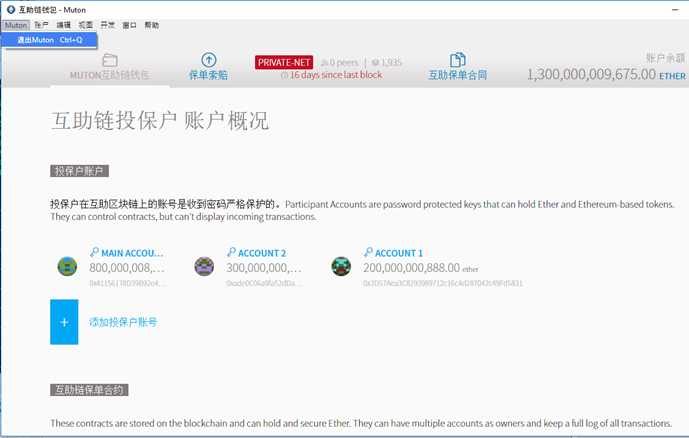 互助链钱包 - Muton
Muton 账户 编辑 视图 开发 窗口 帮助
退出Muton Ctrl+Q
MUTON互助链钱包
保单索赔
PRIVATE-NET 0 peers | 1,935
16 days since last block
互助保单合同
账户余额
1,300,000,009,675.00 ETHER
互助链投保户 账户概况
投保户账户
投保户在互助区块链上的账号是收到密码严格保护的。Participant Accounts are password protected keys that can hold Ether and Ethereum-based tokens.
They can control contracts, but can't display incoming transactions.
MAIN ACCOU...
800,000,008,...
0x41156178D39B92e4...
ACCOUNT 2
300,000,000,...
0xade0C06a9fa52dDa...
ACCOUNT 1
200,000,000,888.00 ether
0x3D57Aea3C8293989712c16c4d287042c49Fd5831
添加投保户账号
互助链保单合约
These contracts are stored on the blockchain and can hold and secure Ether. They can have multiple accounts as owners and keep a full log of all transactions.